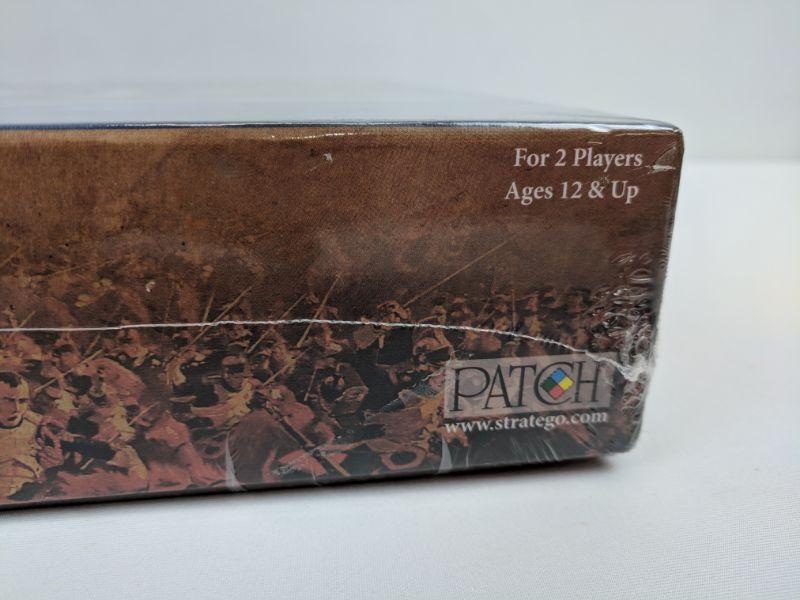 For 2 Players
Ages 12 & Up
PATCH
www.stratego.com